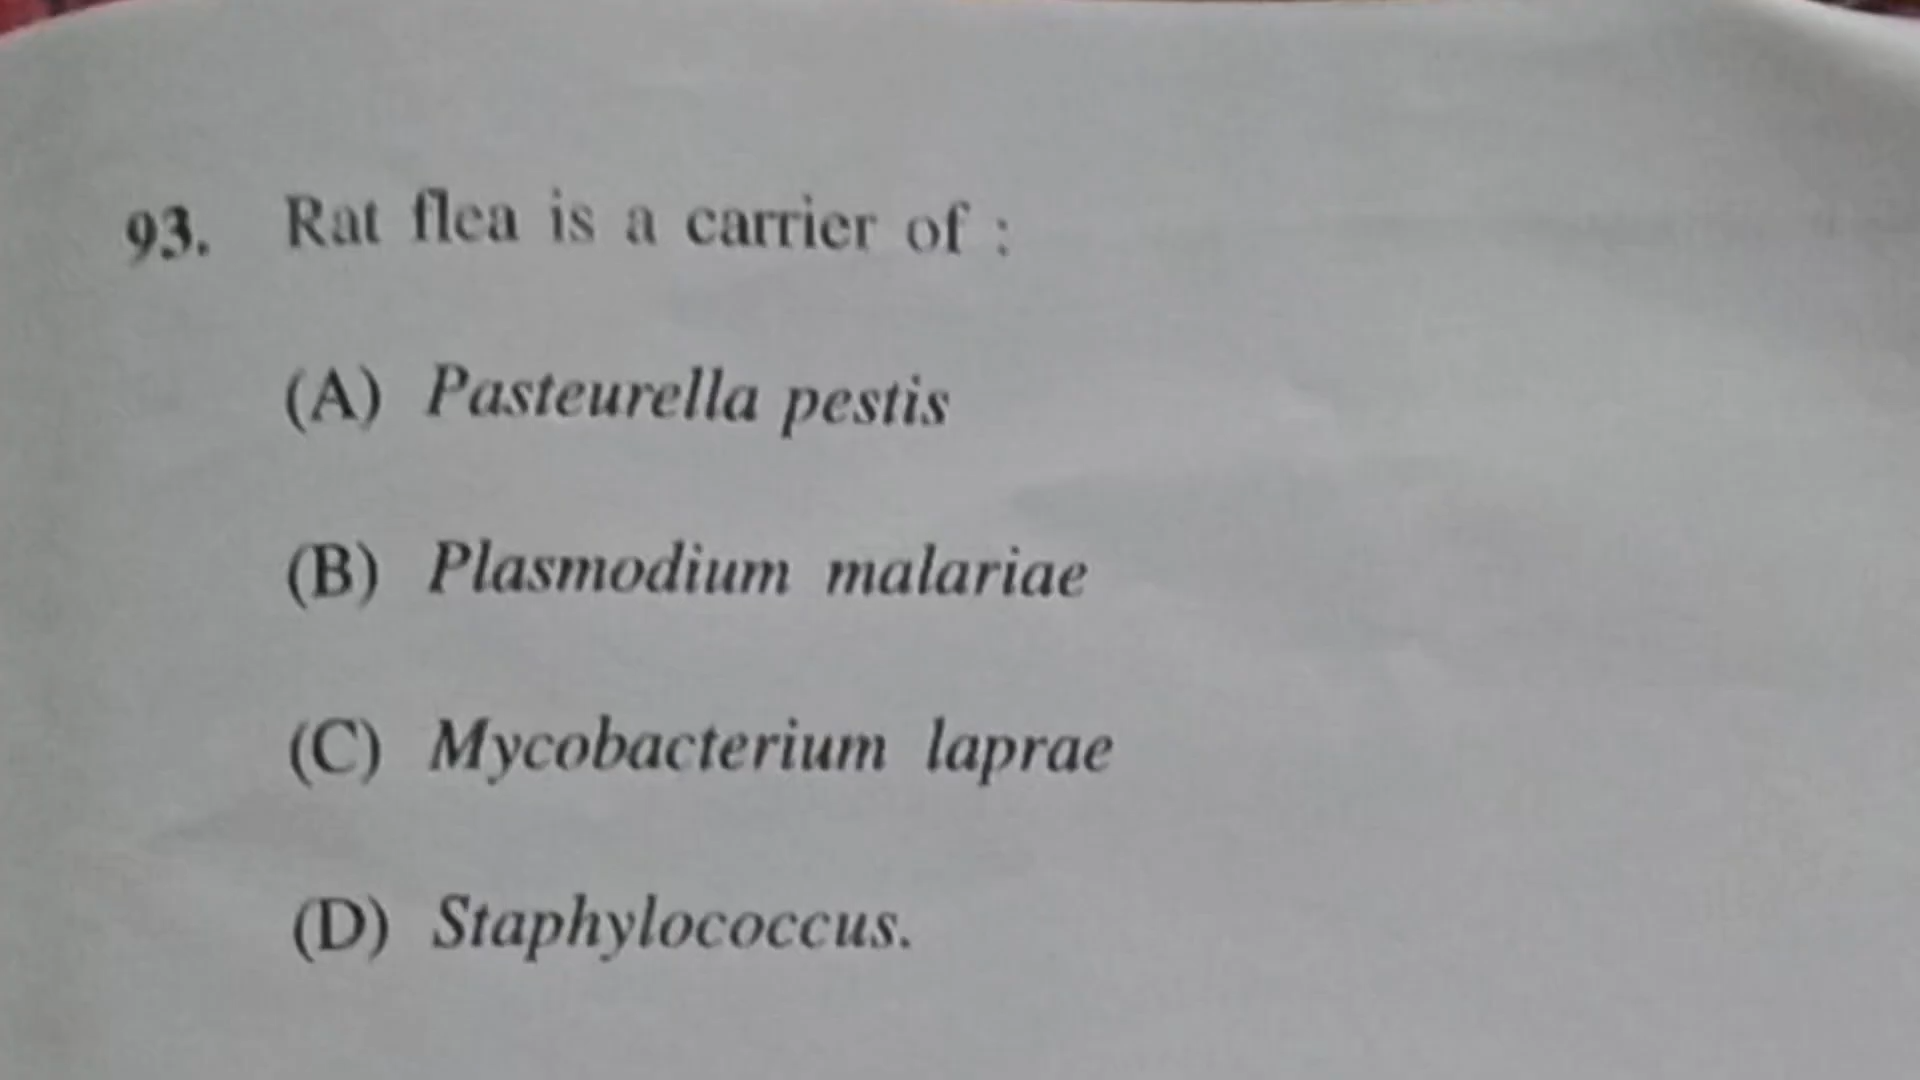 93. Rat flea is a carrier of :
(A) Pasteurella pestis
(B) Plasmodium malariae
(C) Mycobacterium laprae
(D) Staphylococcus.